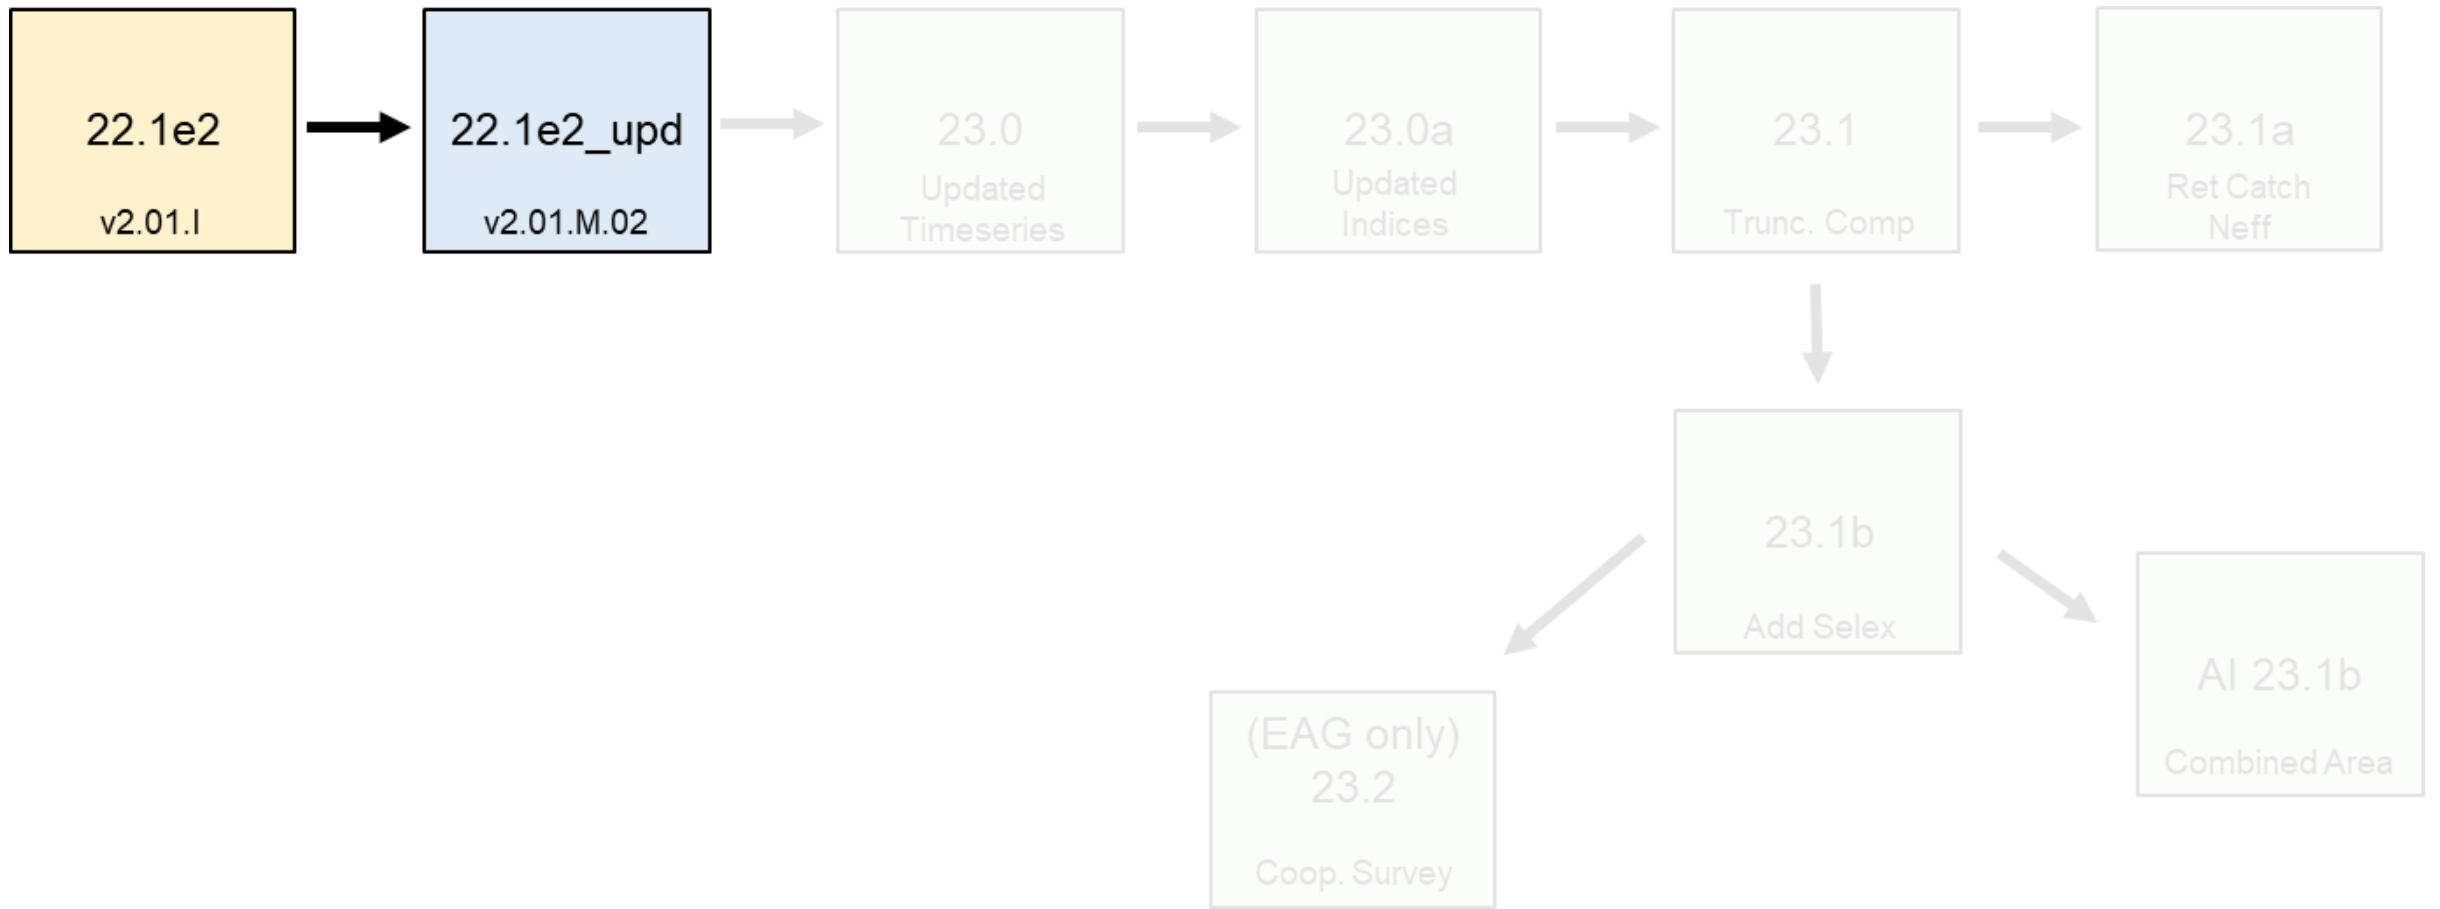 22.1e2
v2.01.I
22.1e2_upd
v2.01.M.02
23.0
Updated
Timeseries
23.0a
Updated
Indices
23.1
Trunc. Comp
23.1a
Ret Catch
Neff
23.1b
Add Selex
(EAG only)
23.2
Coop. Survey
AI 23.1b
Combined Area